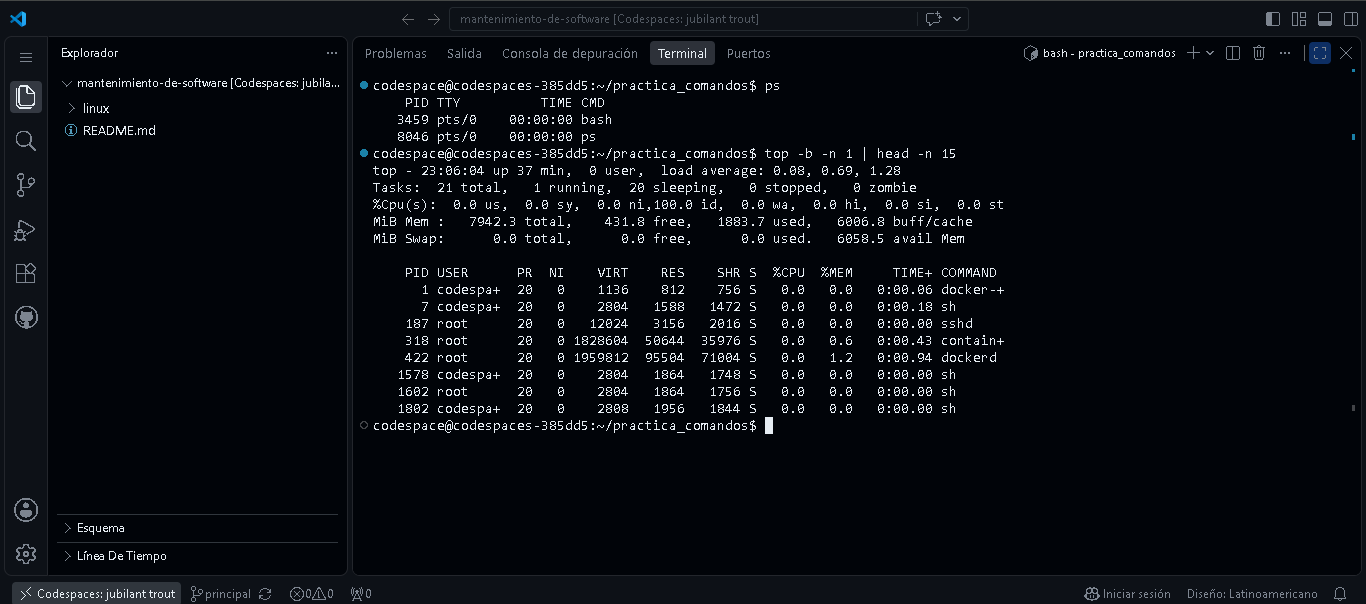 mantenimiento-de-software [Codespaces: jubilant trout]
Explorador
mantenimiento-de-software [Codespaces: jubila...
linux
README.md
Esquema
Línea De Tiempo
Problemas Salida Consola de depuración Terminal Puertos
bash - practica_comandos
codespace@codespaces-385dd5:~/practica_comandos$ ps
    PID TTY          TIME CMD
   3459 pts/0    00:00:00 bash
   8046 pts/0    00:00:00 ps
codespace@codespaces-385dd5:~/practica_comandos$ top -b -n 1 | head -n 15
top - 23:06:04 up 37 min,  0 user,  load average: 0.08, 0.69, 1.28
Tasks:  21 total,   1 running,  20 sleeping,   0 stopped,   0 zombie
%Cpu(s):  0.0 us,  0.0 sy,  0.0 ni,100.0 id,  0.0 wa,  0.0 hi,  0.0 si,  0.0 st
MiB Mem :   7942.3 total,    431.8 free,   1883.7 used,   6006.8 buff/cache
MiB Swap:      0.0 total,      0.0 free,      0.0 used.   6058.5 avail Mem
    PID USER      PR  NI    VIRT    RES    SHR S  %CPU  %MEM     TIME+ COMMAND
      1 codespa+  20   0    1136    812    756 S   0.0   0.0   0:00.06 docker-+
      7 codespa+  20   0    2804   1588   1472 S   0.0   0.0   0:00.18 sh
    187 root      20   0   12024   3156   2016 S   0.0   0.0   0:00.00 sshd
    318 root      20   0 1828604  50644  35976 S   0.0   0.6   0:00.43 contain+
    422 root      20   0 1959812  95504  71004 S   0.0   1.2   0:00.94 dockerd
   1578 codespa+  20   0    2804   1864   1748 S   0.0   0.0   0:00.00 sh
   1602 root      20   0    2804   1864   1756 S   0.0   0.0   0:00.00 sh
   1802 codespa+  20   0    2808   1956   1844 S   0.0   0.0   0:00.00 sh
codespace@codespaces-385dd5:~/practica_comandos$
Codespaces: jubilant trout principal 0 0 0 Iniciar sesión Diseño: Latinoamericano